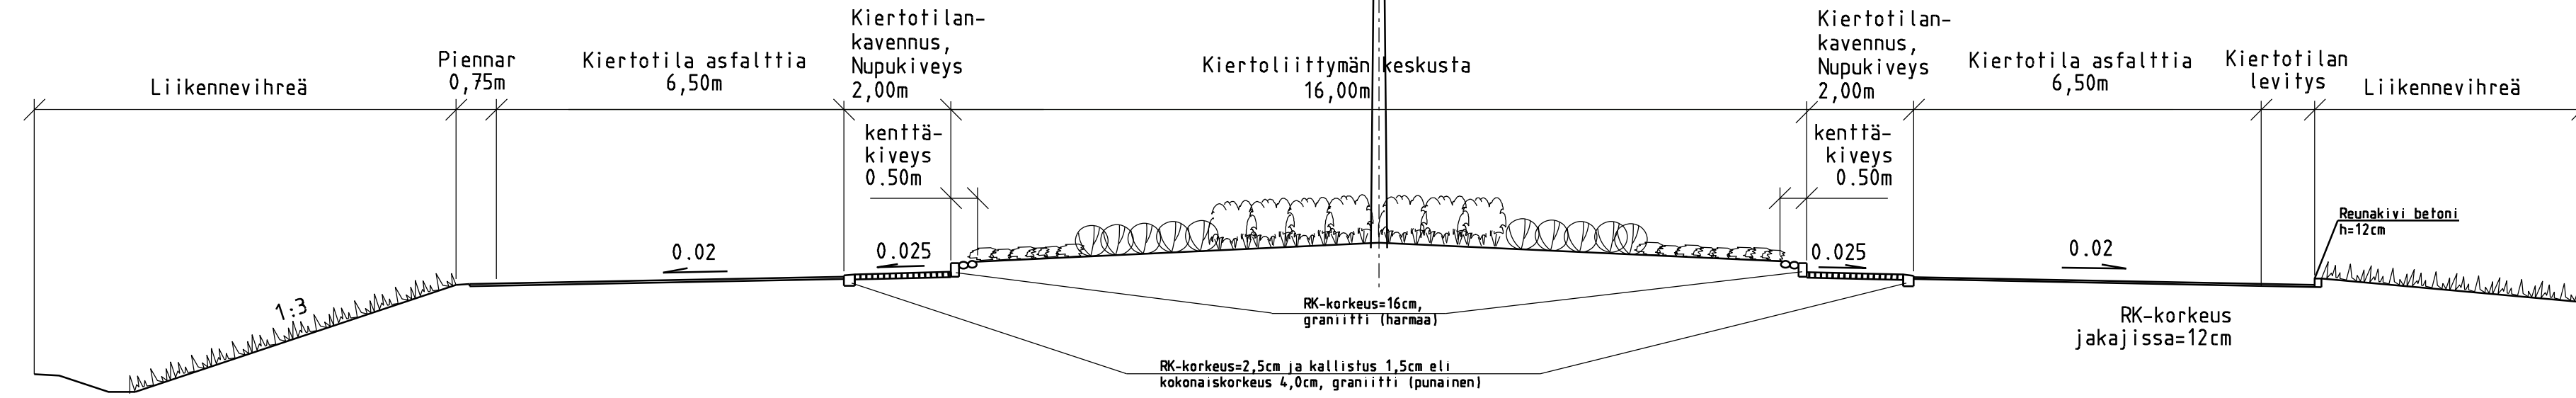 Liikennevihreä
Piennar
0,75m
Kiertotila asfalttia
6,50m
Kiertotilan-
kavennus,
Nupukiveys
2,00m
Kiertoliittymän keskusta
16,00m
Kiertotilan-
kavennus,
Nupukiveys
2,00m
Kiertotila asfalttia
6,50m
Kiertotilan
levitys
Liikennevihreä
kenttä-
kiveys
0.50m
kenttä-
kiveys
0.50m
1:3
0.02
0.025
0.025
0.02
Reunakivi betoni
h=12cm
RK-korkeus=16cm,
graniitti (harmaa)
RK-korkeus
jakajissa=12cm
RK-korkeus=2,5cm ja kallistus 1,5cm eli
kokonaiskorkeus 4,0cm, graniitti (punainen)